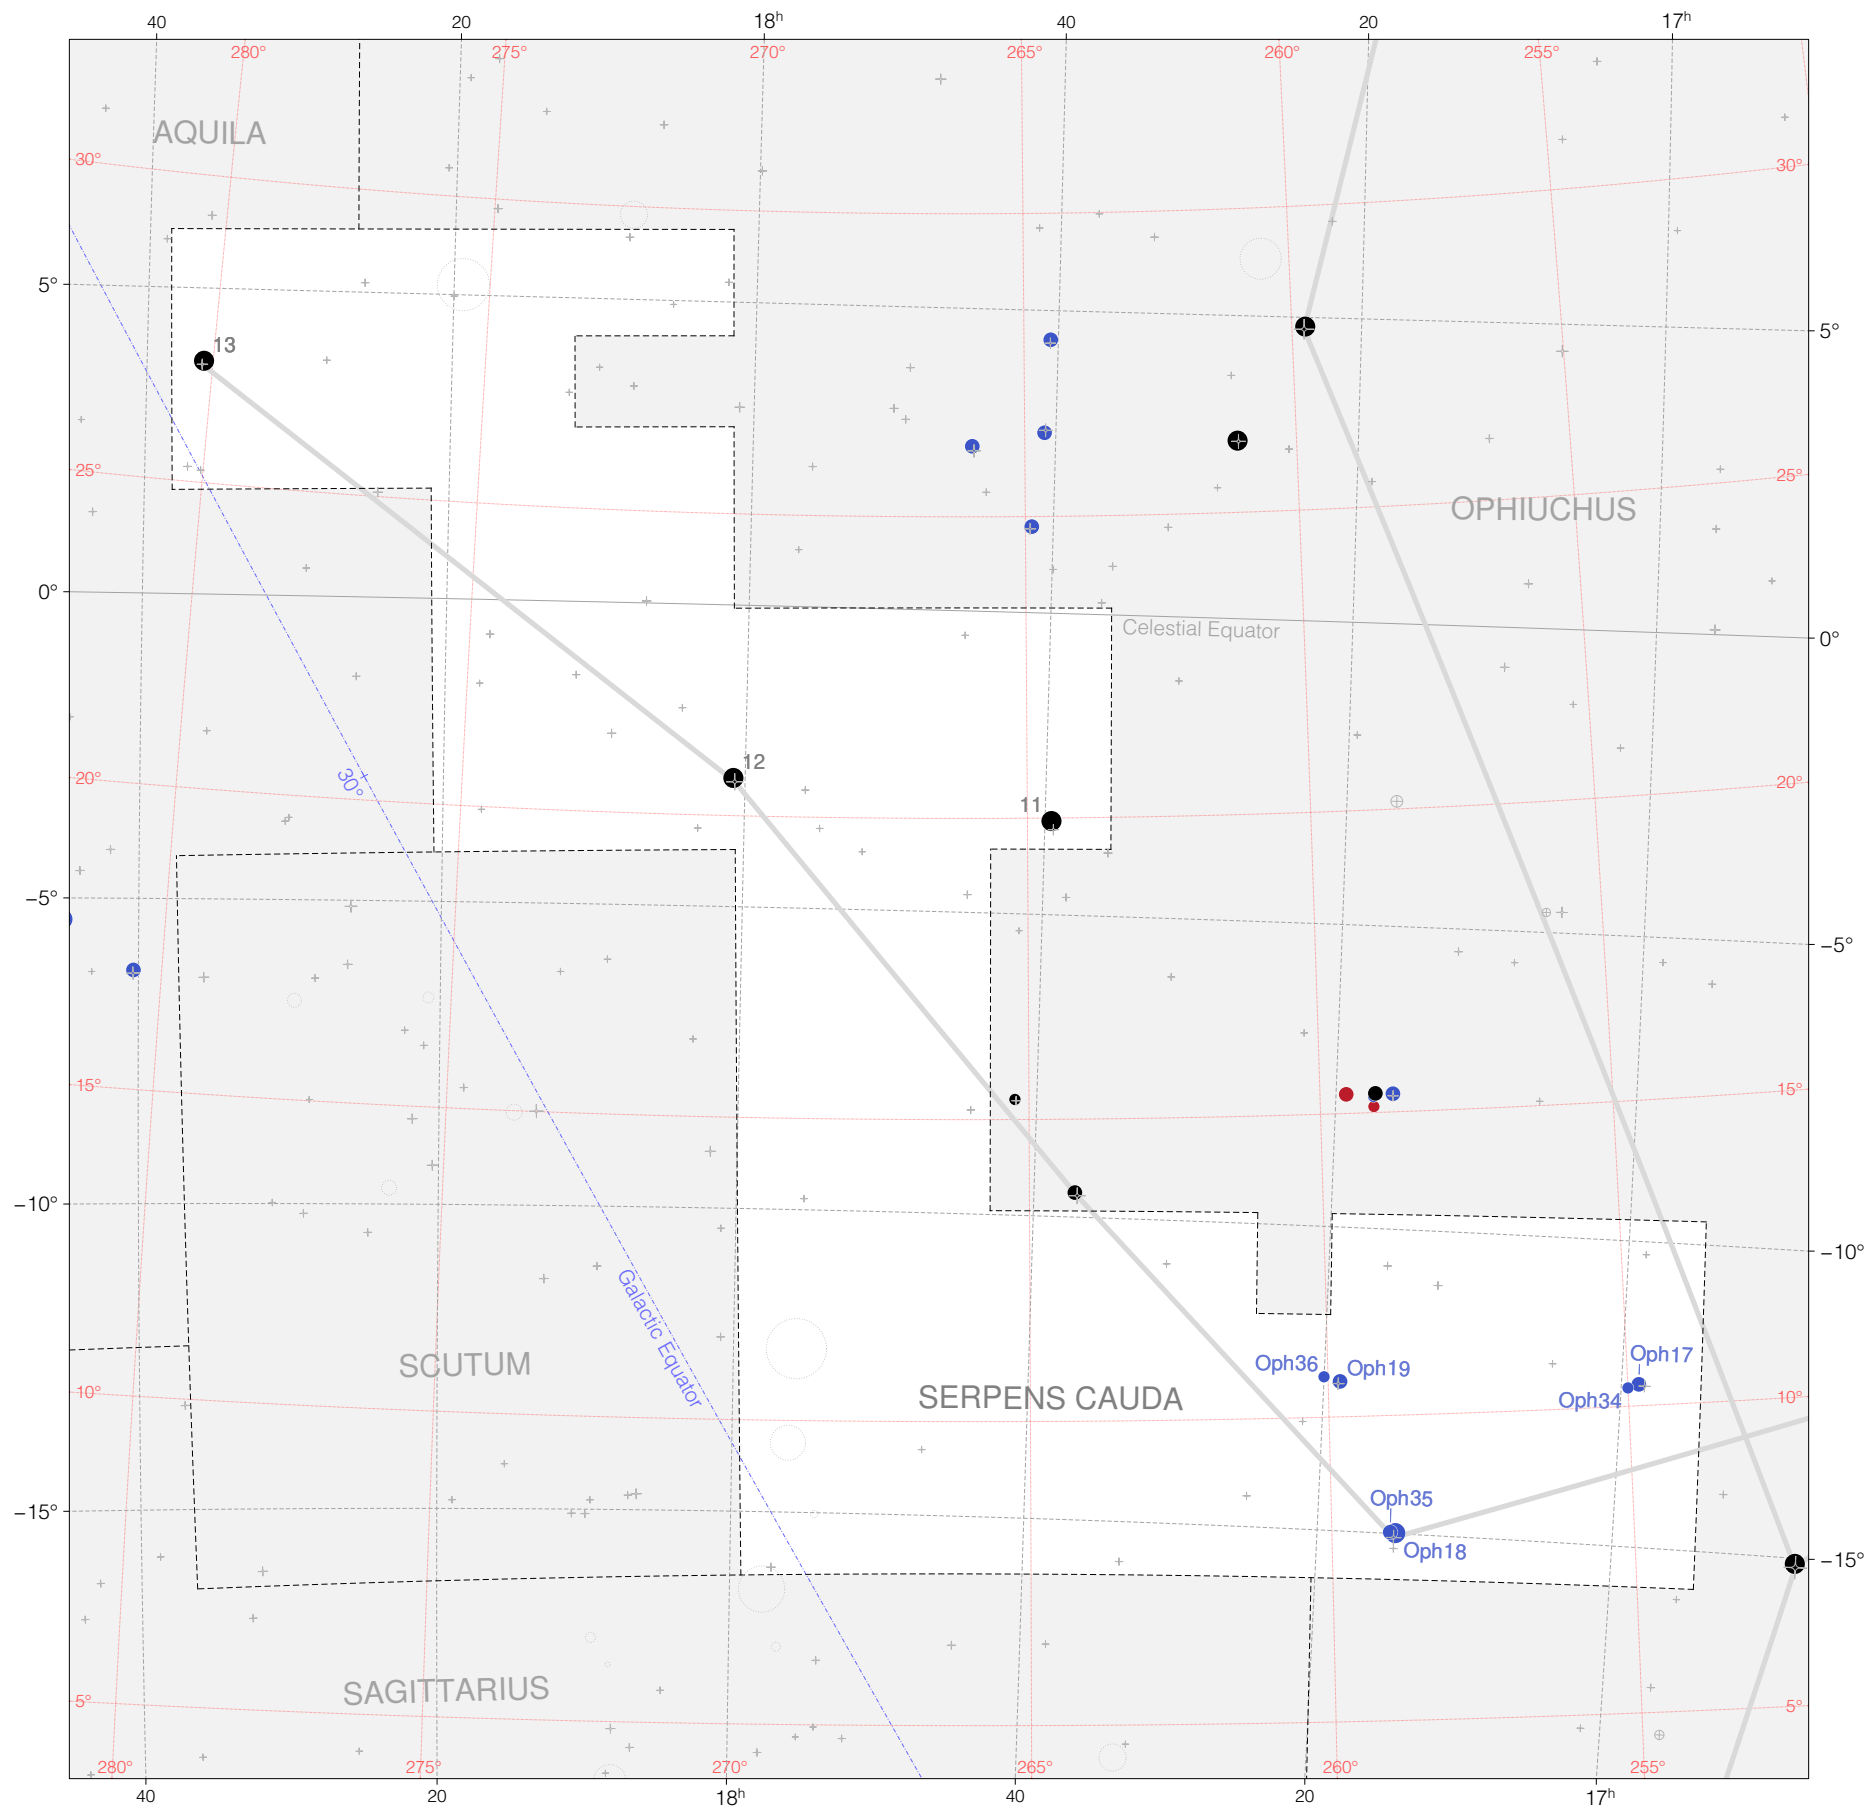 40 20 18h 40 20 17h
280° 275° 270° 265° 260° 255°
AQUILA
30° 30°
5°
13
5°
25° 25°
OPHIUCHUS
0°
Celestial Equator
0°
12
30°
20° 20°
11
−5°
−5°
15° 15°
−10°
−10°
Galactic Equator
Oph17
SCUTUM
Oph36 Oph19
10° SERPENS CAUDA Oph34 10°
Oph35
−15°
Oph18
−15°
SAGITTARIUS
5° 5°
280° 275° 270° 265° 260° 255°
40 20 18h 40 20 17h